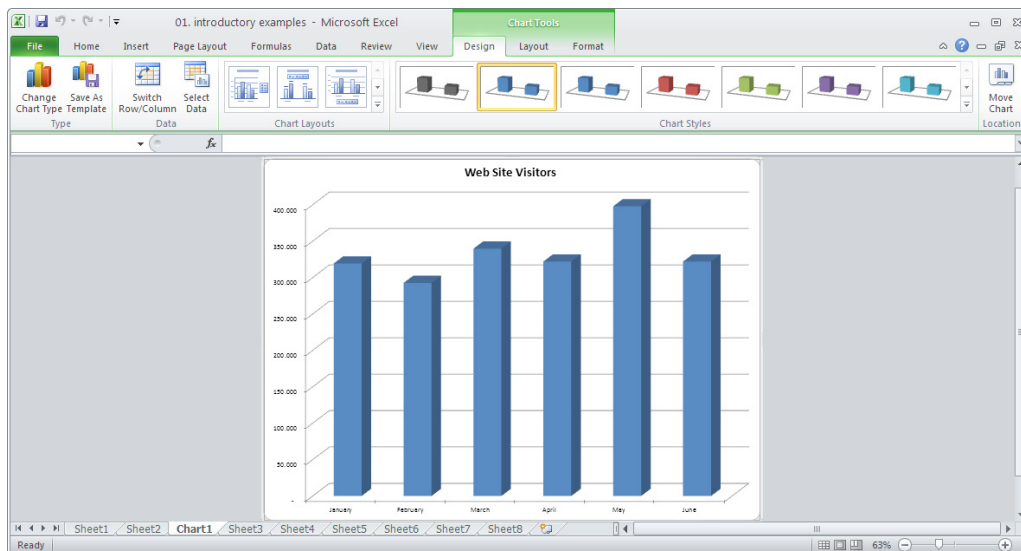 01. introductory examples - Microsoft Excel
Chart Tools
File Home Insert Page Layout Formulas Data Review View Design Layout Format
Change Chart Type
Save As Template
Switch Row/Column
Select Data
Move Chart
Type Data Chart Layouts Chart Styles Location
fx
Web Site Visitors
400.000
350.000
300.000
250.000
200.000
150.000
100.000
50.000
-
January February March April May June
Sheet1 Sheet2 Chart1 Sheet3 Sheet4 Sheet5 Sheet6 Sheet7 Sheet8
Ready 63%